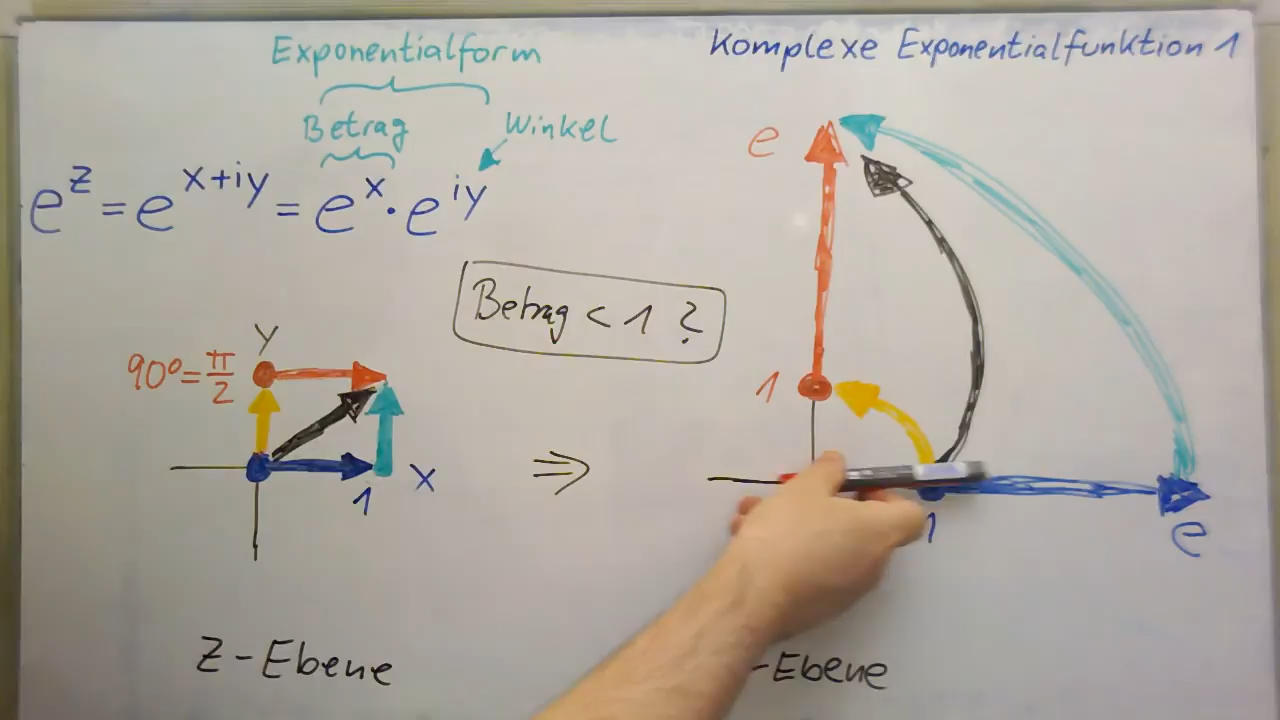 Exponentialform
Komplexe Exponentialfunktion 1
Betrag
Winkel
e^z = e^{x+iy} = e^x · e^{iy}
Betrag < 1 ?
y
90° = π/2
1
x
⇒
e
1
1
e
Z-Ebene
-Ebene